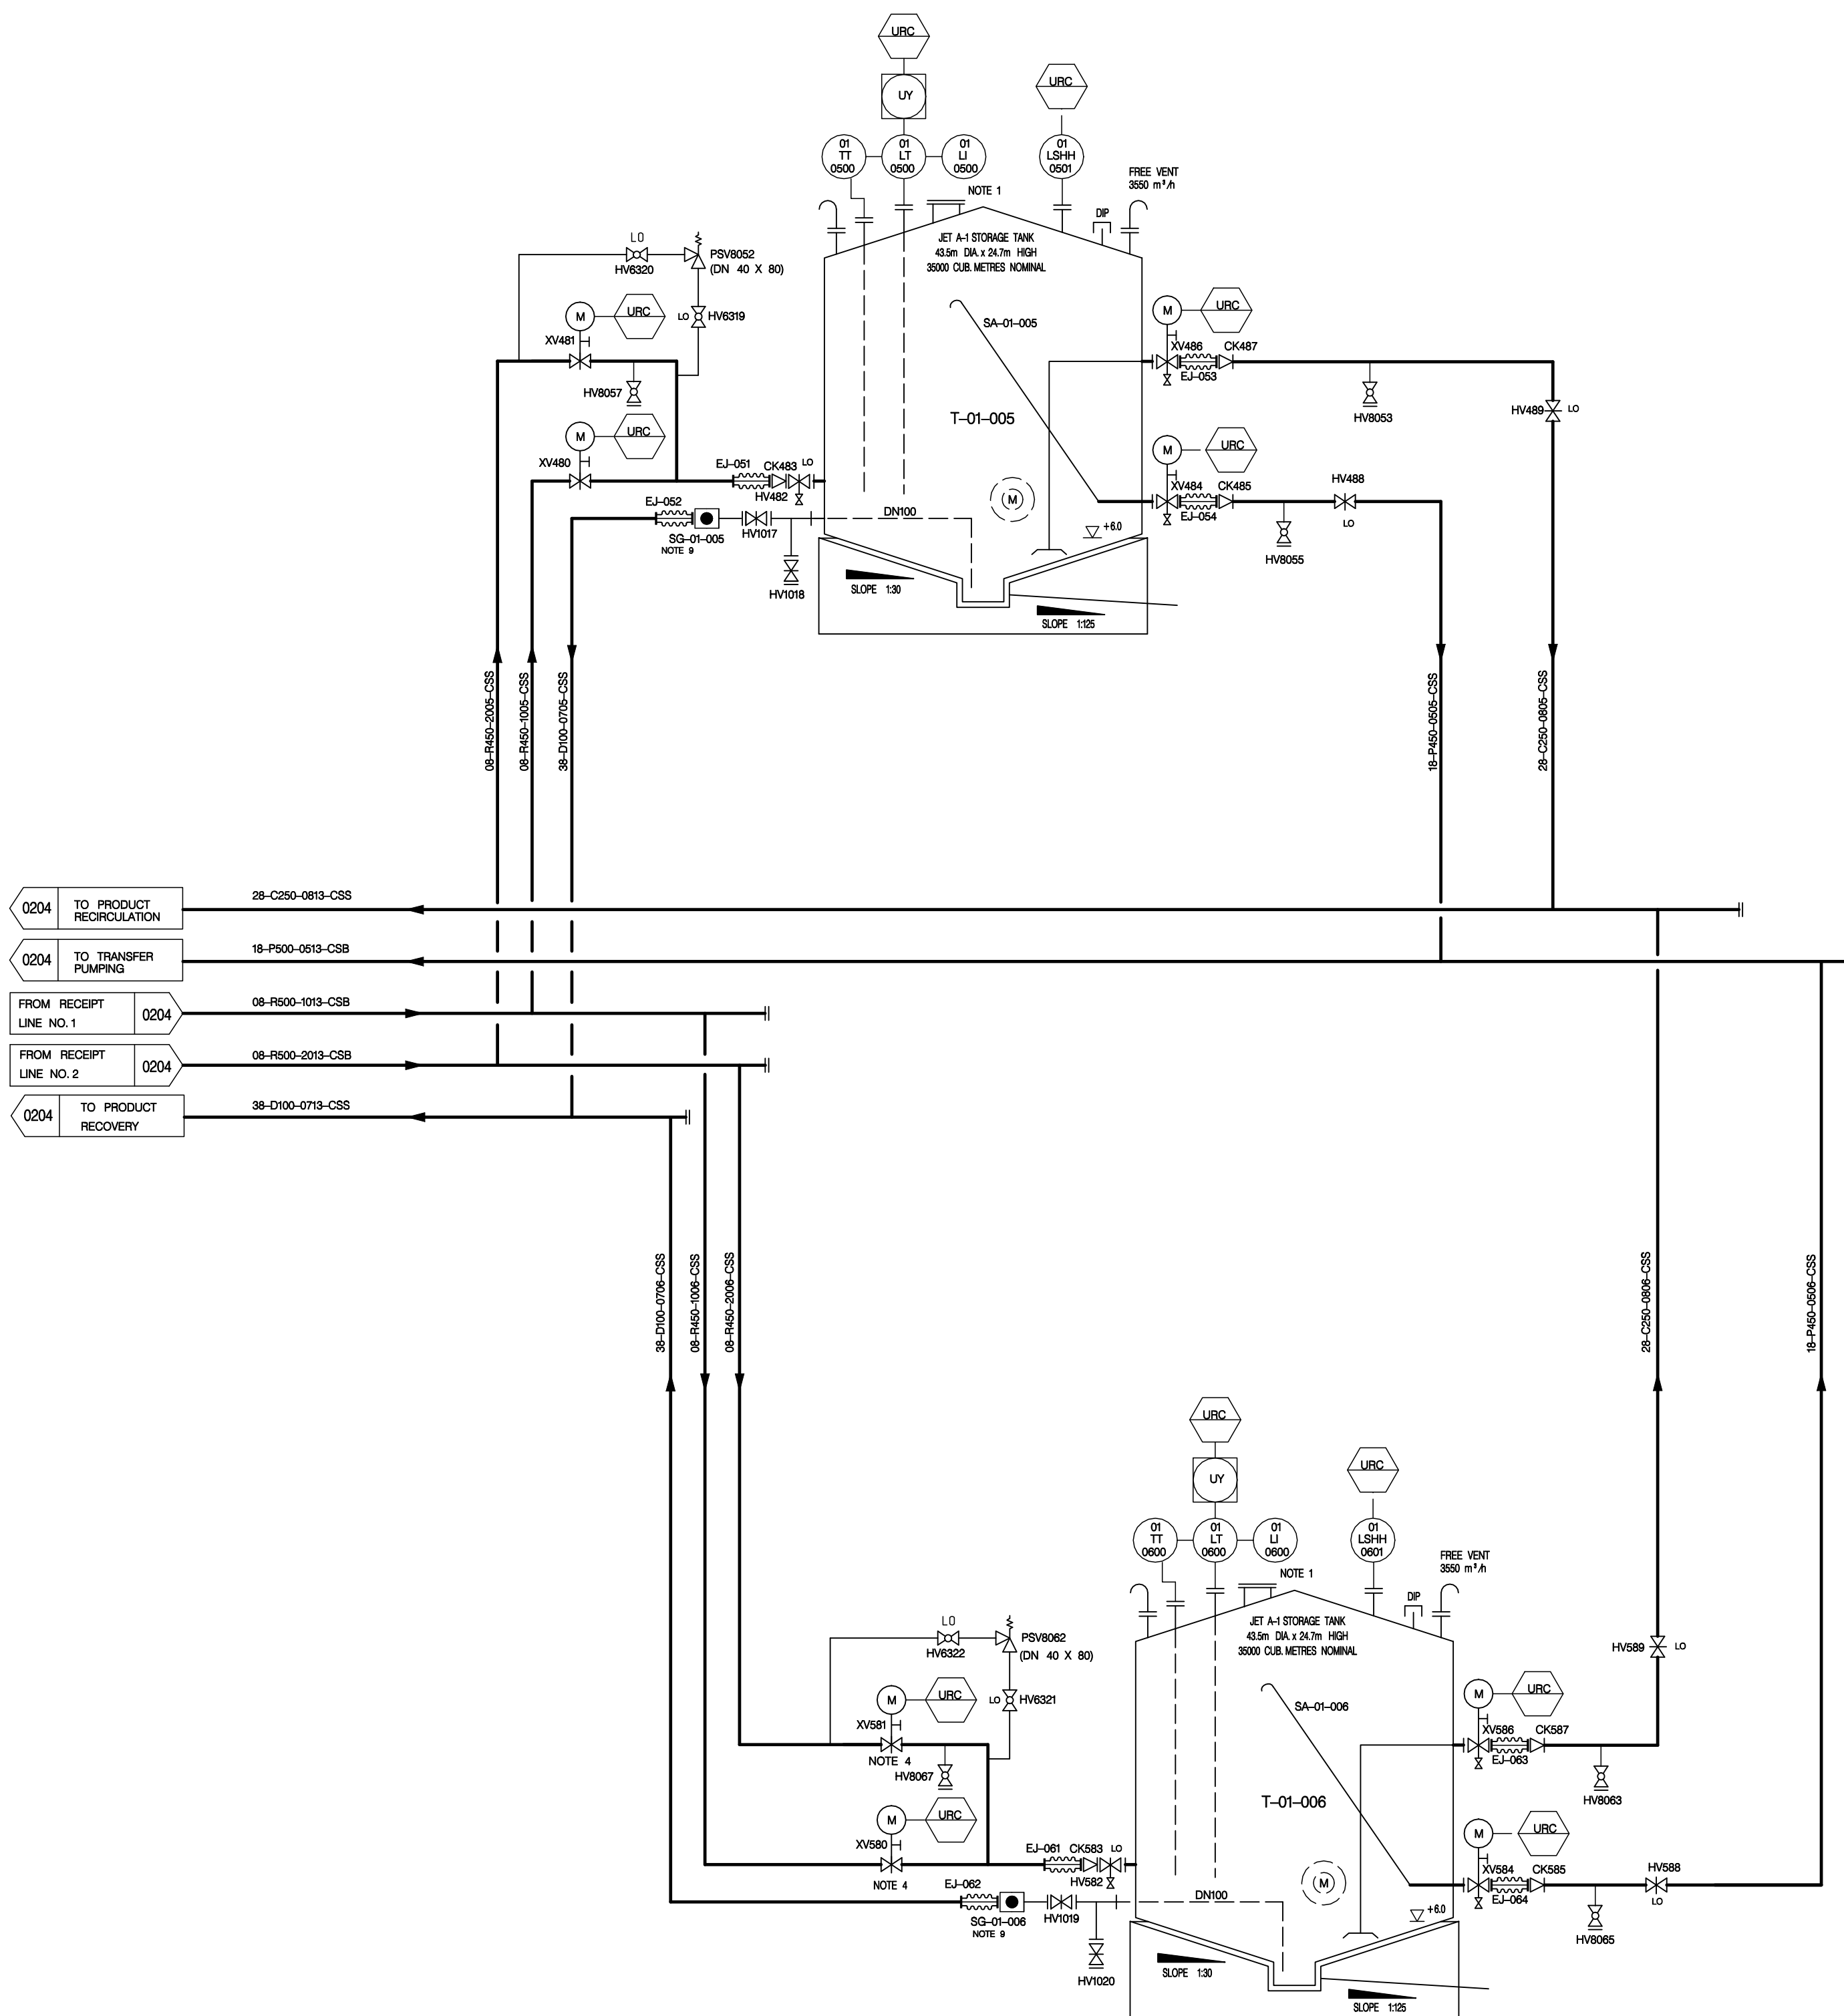 URC
UY
URC
01
TT
0500
01
LT
0500
01
LI
0500
01
LSHH
0501
NOTE 1
FREE VENT
3550 m³/h
DIP
JET A-1 STORAGE TANK
43.5m DIA. x 24.7m HIGH
35000 CUB. METRES NOMINAL
LO
HV6320
PSV8052
(DN 40 X 80)
LO
HV6319
M
URC
XV481
HV8057
M
URC
XV480
EJ-051
CK483
LO
HV482
EJ-052
SG-01-005
NOTE 9
HV1017
HV1018
DN100
SA-01-005
T-01-005
M
+6.0
SLOPE 1:30
SLOPE 1:125
M
URC
XV486
CK487
EJ-053
HV8053
HV489
LO
M
URC
XV484
CK485
EJ-054
HV8055
HV488
LO
08-R450-2005-CSS
08-R450-1005-CSS
38-D100-0705-CSS
18-P450-0505-CSS
28-C250-0805-CSS
0204
TO PRODUCT
RECIRCULATION
28-C250-0813-CSS
0204
TO TRANSFER
PUMPING
18-P500-0513-CSB
FROM RECEIPT
LINE NO. 1
0204
08-R500-1013-CSB
FROM RECEIPT
LINE NO. 2
0204
08-R500-2013-CSB
0204
TO PRODUCT
RECOVERY
38-D100-0713-CSS
38-D100-0706-CSS
08-R450-1006-CSS
08-R450-2006-CSS
28-C250-0806-CSS
18-P450-0506-CSS
URC
UY
URC
01
TT
0600
01
LT
0600
01
LI
0600
01
LSHH
0601
NOTE 1
FREE VENT
3550 m³/h
DIP
JET A-1 STORAGE TANK
43.5m DIA. x 24.7m HIGH
35000 CUB. METRES NOMINAL
LO
HV6322
PSV8062
(DN 40 X 80)
LO
HV6321
M
URC
XV581
NOTE 4
HV8067
M
URC
XV580
NOTE 4
EJ-061
CK583
LO
HV582
EJ-062
SG-01-006
NOTE 9
HV1019
HV1020
DN100
SA-01-006
T-01-006
M
+6.0
SLOPE 1:30
SLOPE 1:125
M
URC
XV586
CK587
EJ-063
HV8063
HV589
LO
M
URC
XV584
CK585
EJ-064
HV8065
HV588
LO